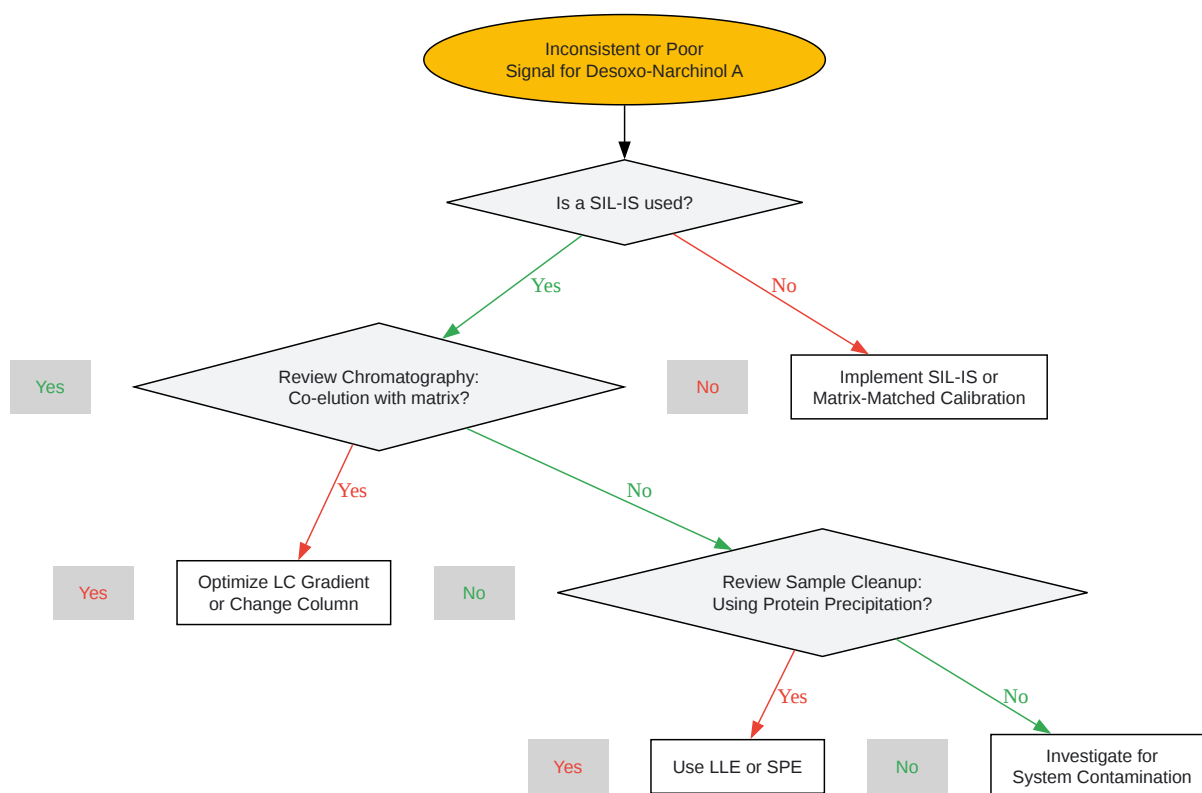 Inconsistent or Poor
Signal for Desoxo-Narchinol A
Is a SIL-IS used?
Yes
No
Yes
Review Chromatography:
Co-elution with matrix?
No
Implement SIL-IS or
Matrix-Matched Calibration
Yes
No
Yes
Optimize LC Gradient
or Change Column
No
Review Sample Cleanup:
Using Protein Precipitation?
Yes
No
Yes
Use LLE or SPE
No
Investigate for
System Contamination